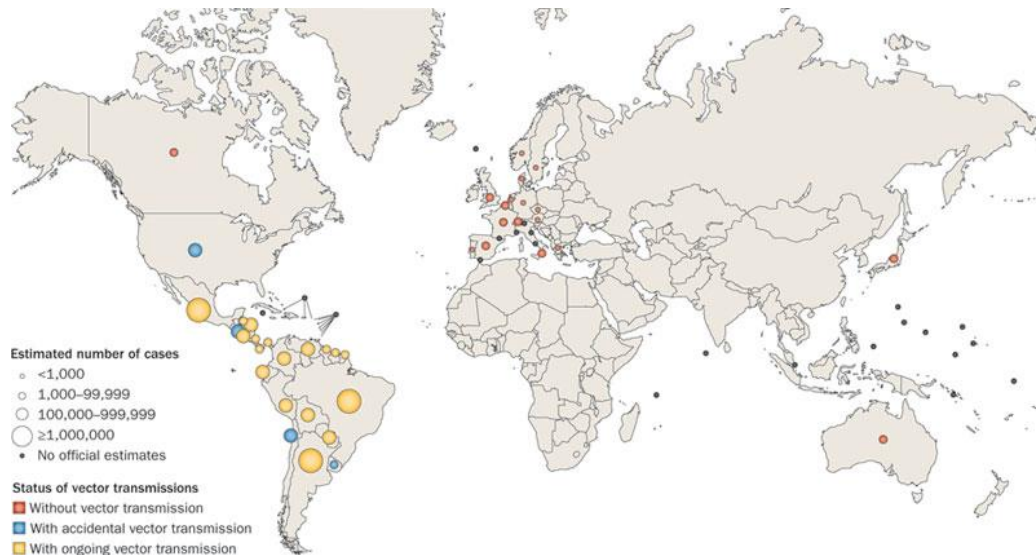 Estimated number of cases
<1,000
1,000–99,999
100,000–999,999
≥1,000,000
No official estimates
Status of vector transmissions
Without vector transmission
With accidental vector transmission
With ongoing vector transmission